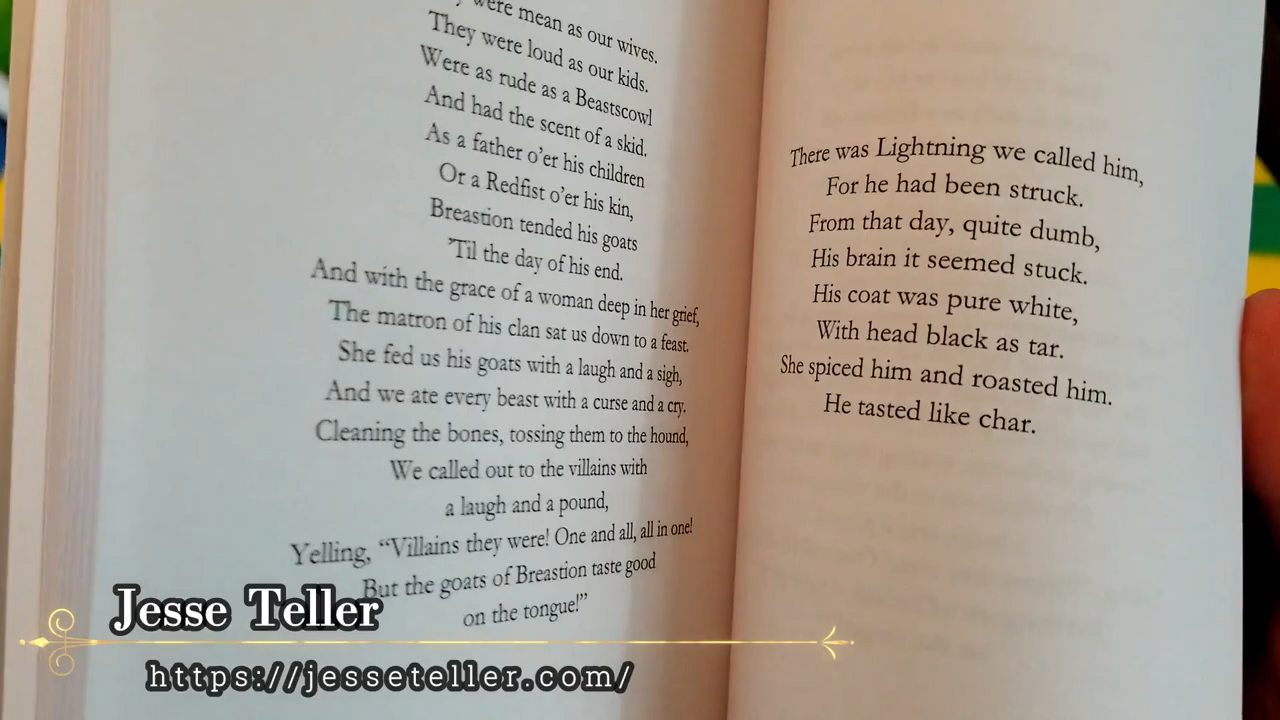 were mean as our wives.
They were loud as our kids.
Were as rude as a Beastscowl
And had the scent of a skid.
As a father o'er his children
Or a Redfist o'er his kin,
Breastion tended his goats
'Til the day of his end.
And with the grace of a woman deep in her grief,
The matron of his clan sat us down to a feast.
She fed us his goats with a laugh and a sigh,
And we ate every beast with a curse and a cry.
Cleaning the bones, tossing them to the hound,
We called out to the villains with
a laugh and a pound,
Yelling, “Villains they were! One and all, all in one!
But the goats of Breastion taste good
on the tongue!”
There was Lightning we called him,
For he had been struck.
From that day, quite dumb,
His brain it seemed stuck.
His coat was pure white,
With head black as tar.
She spiced him and roasted him.
He tasted like char.
Jesse Teller
https://jesseteller.com/